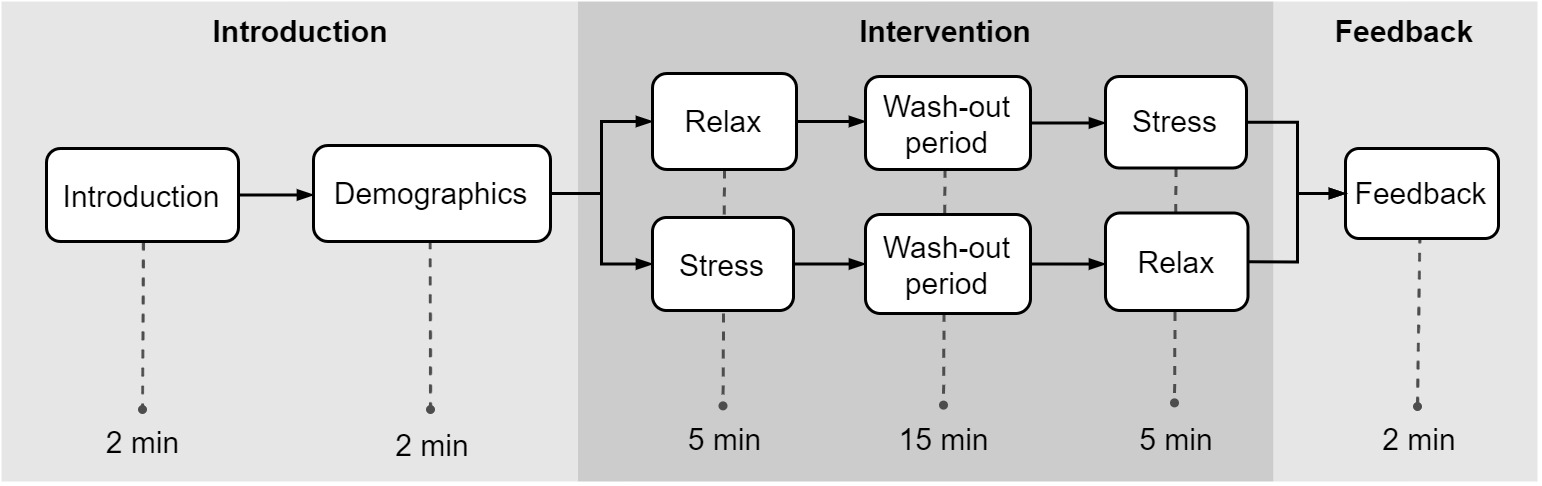 Introduction
Intervention
Feedback
Introduction
Demographics
Relax
Wash-out
period
Stress
Stress
Wash-out
period
Relax
Feedback
2 min
2 min
5 min
15 min
5 min
2 min